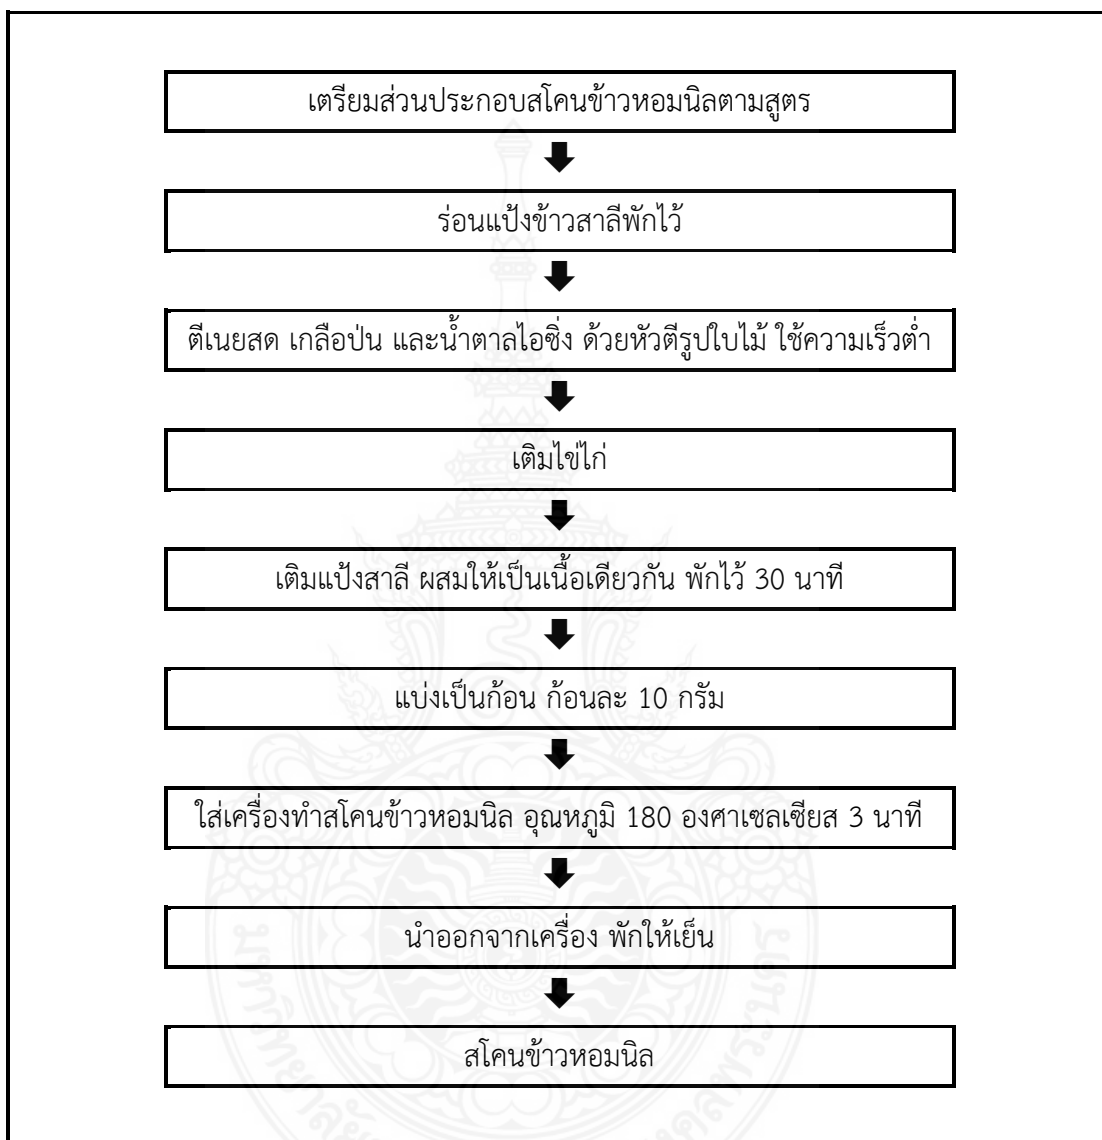 เตรียมส่วนประกอบสโคนข้าวหอมนิลตามสูตร
ร่อนแป้งข้าวสาลีพักไว้
ตีเนยสด เกลือป่น และน้ำตาลไอซิ่ง ด้วยหัวตีรูปใบไม้ ใช้ความเร็วต่ำ
เติมไข่ไก่
เติมแป้งสาลี ผสมให้เป็นเนื้อเดียวกัน พักไว้ 30 นาที
แบ่งเป็นก้อน ก้อนละ 10 กรัม
ใส่เครื่องทำสโคนข้าวหอมนิล อุณหภูมิ 180 องศาเซลเซียส 3 นาที
นำออกจากเครื่อง พักให้เย็น
สโคนข้าวหอมนิล